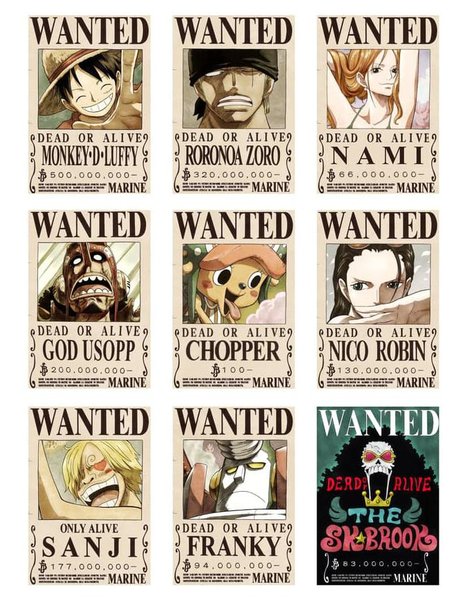 WANTED
DEAD OR ALIVE
MONKEY·D·LUFFY
500,000,000-
MARINE
WANTED
DEAD OR ALIVE
RORONOA ZORO
320,000,000-
MARINE
WANTED
DEAD OR ALIVE
NAMI
66,000,000-
MARINE
WANTED
DEAD OR ALIVE
GOD USOPP
200,000,000-
MARINE
WANTED
DEAD OR ALIVE
CHOPPER
100-
MARINE
WANTED
DEAD OR ALIVE
NICO ROBIN
130,000,000-
MARINE
WANTED
ONLY ALIVE
SANJI
177,000,000-
MARINE
WANTED
DEAD OR ALIVE
FRANKY
94,000,000-
MARINE
WANTED
DEAD ALIVE
THE
SK★BROOK
83,000,000-
MARINE